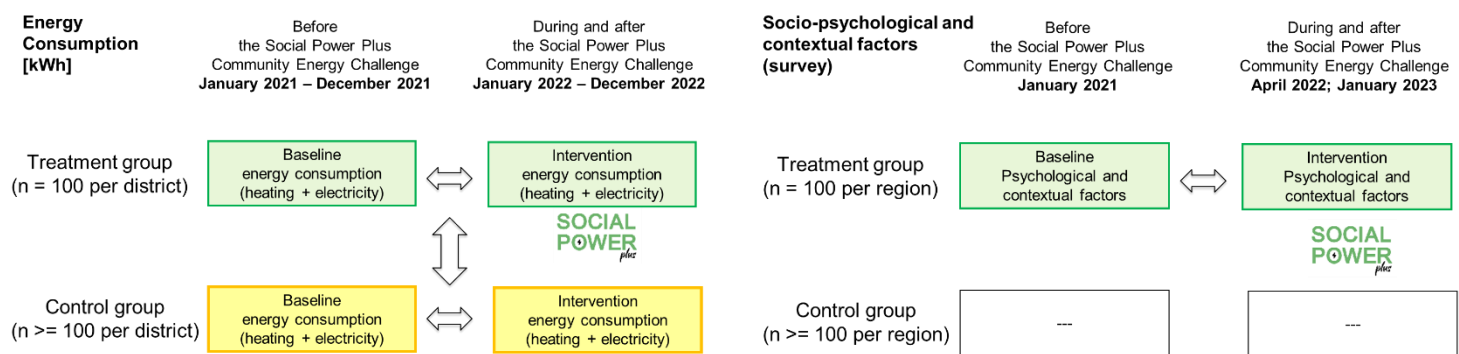 Energy
Consumption
[kWh]
Before
the Social Power Plus
Community Energy Challenge
January 2021 – December 2021
During and after
the Social Power Plus
Community Energy Challenge
January 2022 – December 2022
Treatment group
(n = 100 per district)
Baseline
energy consumption
(heating + electricity)
Intervention
energy consumption
(heating + electricity)
SOCIAL
POWER
plus
Control group
(n >= 100 per district)
Baseline
energy consumption
(heating + electricity)
Intervention
energy consumption
(heating + electricity)
Socio-psychological and
contextual factors
(survey)
Before
the Social Power Plus
Community Energy Challenge
January 2021
During and after
the Social Power Plus
Community Energy Challenge
April 2022; January 2023
Treatment group
(n = 100 per region)
Baseline
Psychological and
contextual factors
Intervention
Psychological and
contextual factors
SOCIAL
POWER
plus
Control group
(n >= 100 per region)
---
---